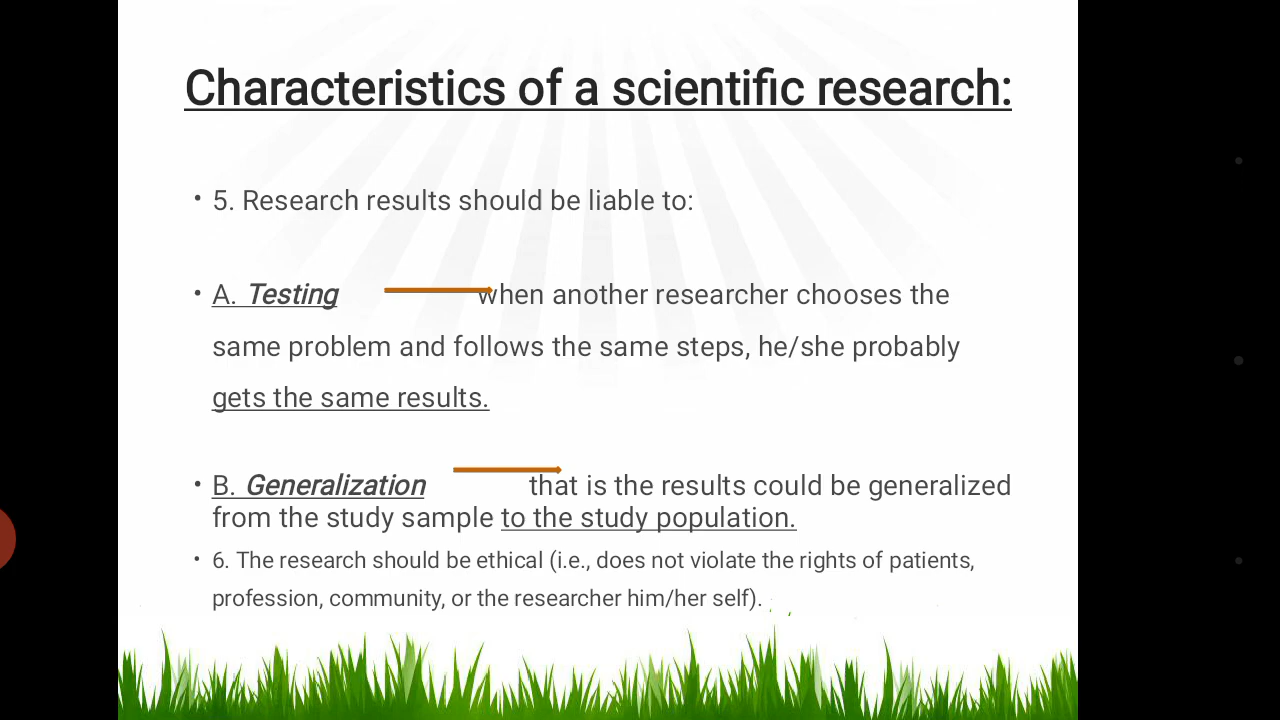 Characteristics of a scientific research:
• 5. Research results should be liable to:
• A. Testing when another researcher chooses the
same problem and follows the same steps, he/she probably
gets the same results.
• B. Generalization that is the results could be generalized
from the study sample to the study population.
• 6. The research should be ethical (i.e., does not violate the rights of patients,
profession, community, or the researcher him/her self).